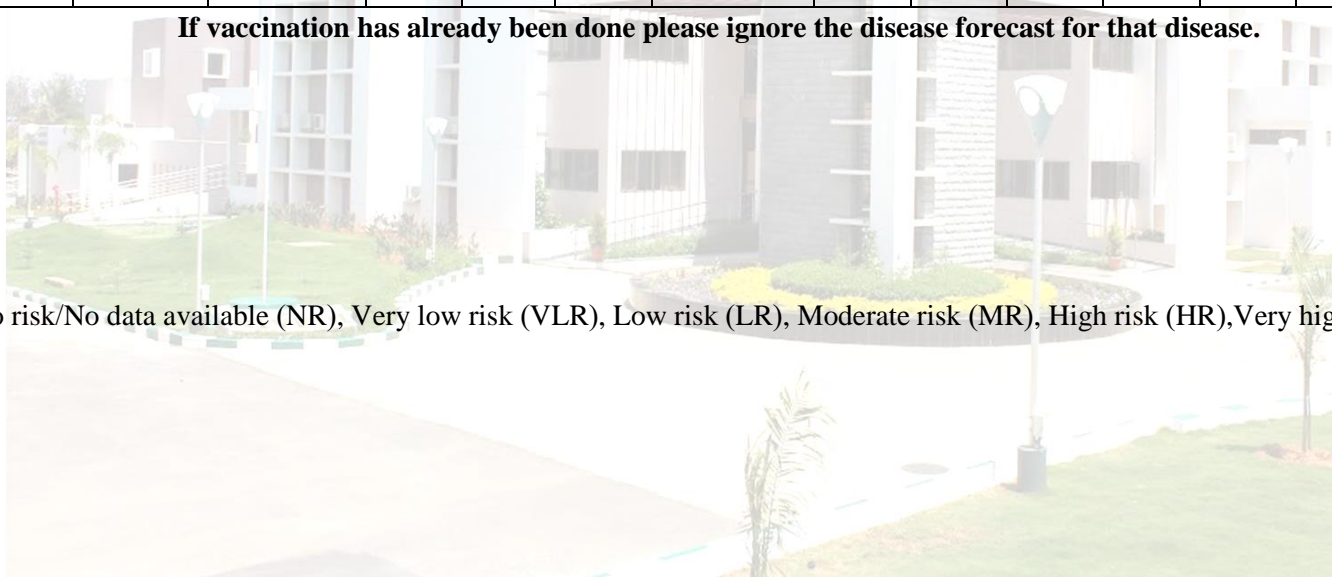 If vaccination has already been done please ignore the disease forecast for that disease.
risk/No data available (NR), Very low risk (VLR), Low risk (LR), Moderate risk (MR), High risk (HR),Very